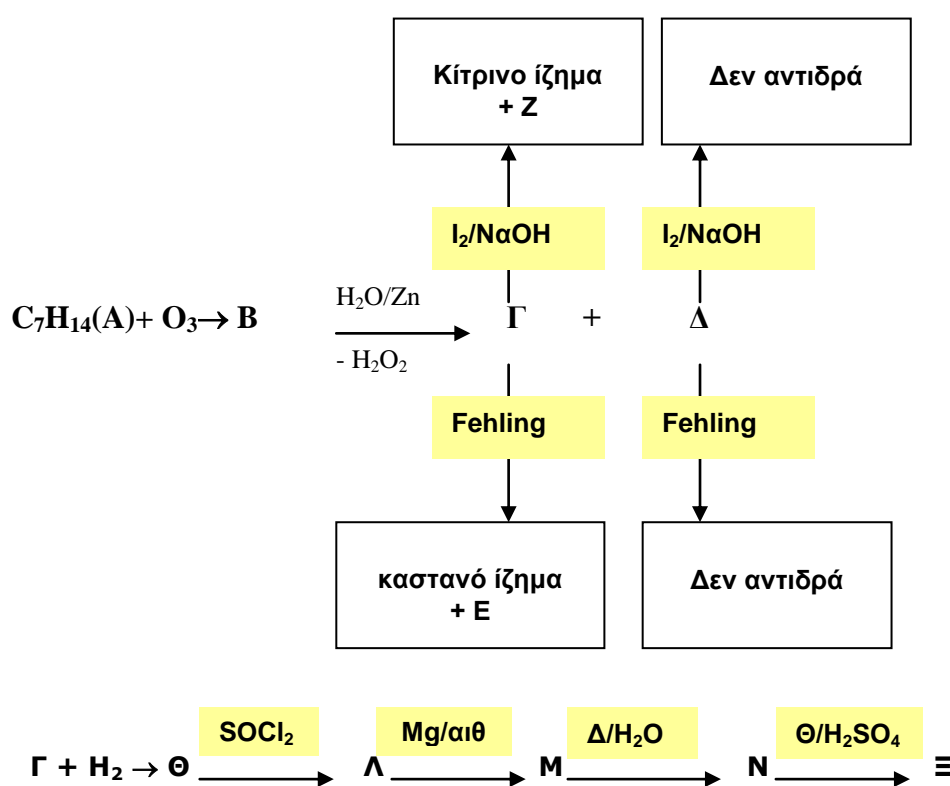 Κίτρινο ίζημα
+ Ζ
Δεν αντιδρά
I₂/NαOH
I₂/NαOH
C₇H₁₄(A)+ O₃→ B
H₂O/Zn
- H₂O₂
Γ + Δ
Fehling
Fehling
καστανό ίζημα
+ Ε
Δεν αντιδρά
SOCl₂
Mg/αιθ
Δ/H₂O
Θ/H₂SO₄
Γ + H₂ → Θ Λ Μ Ν Ξ